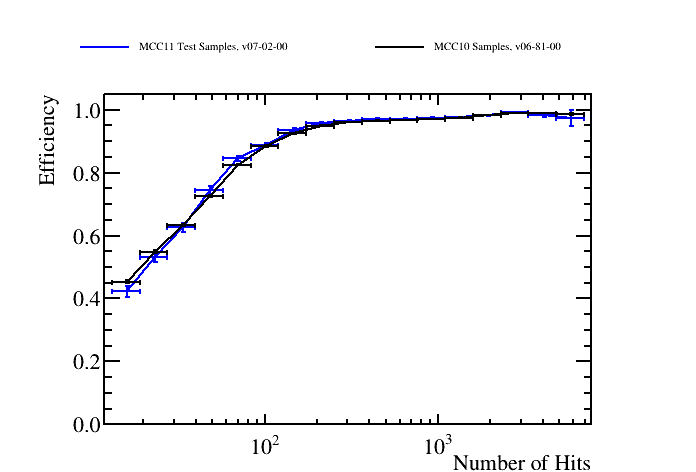 MCC11 Test Samples, v07-02-00
MCC10 Samples, v06-81-00
Efficiency
1.0
0.8
0.6
0.4
0.2
0.0
10²
10³
Number of Hits